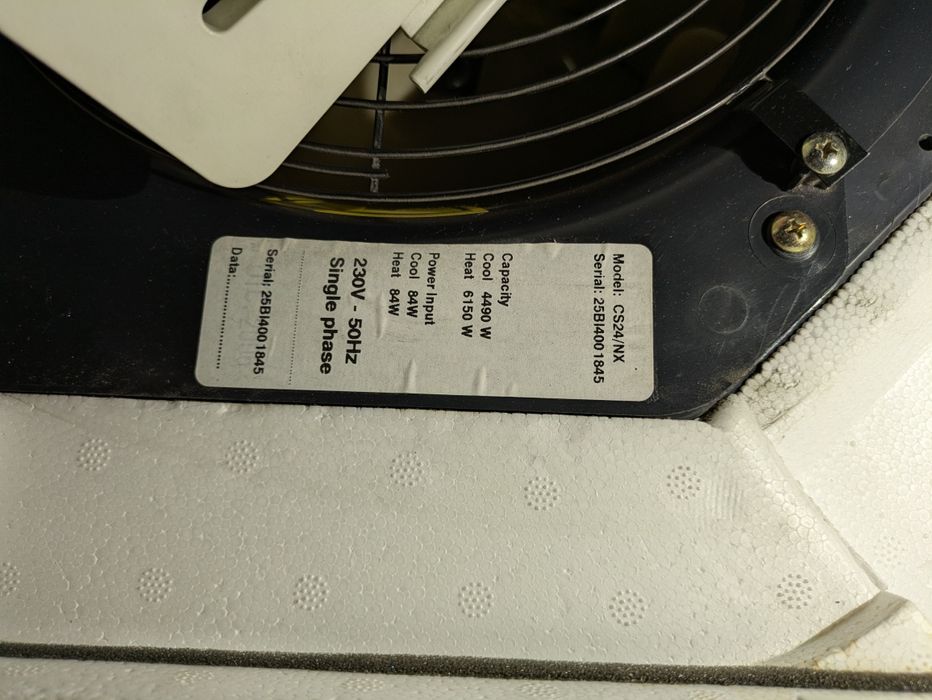 Model: CS24/NX
Serial: 25BI4001845
Capacity
Cool 4490 W
Heat 6150 W
Power Input
Cool 84W
Heat 84W
230V - 50Hz
Single phase
Serial: 25BI4001845
Data:....................